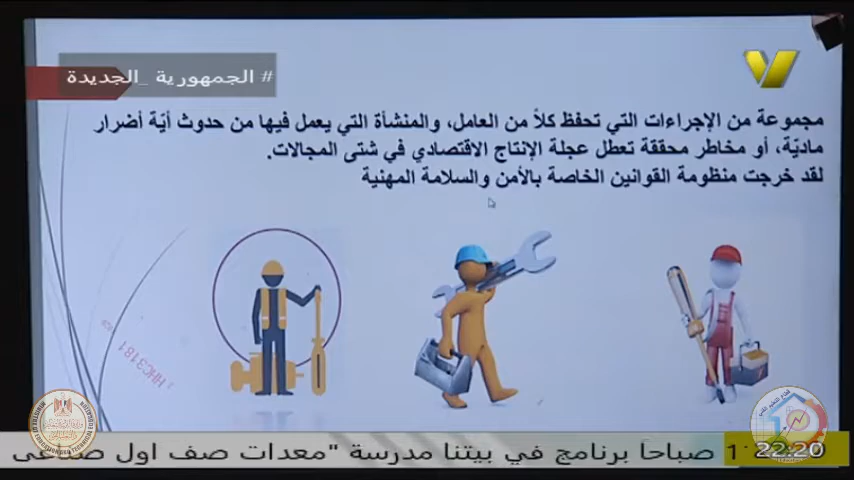 # الجمهورية _الجديدة
مجموعة من الإجراءات التي تحفظ كلاً من العامل، والمنشأة التي يعمل فيها من حدوث أيّة أضرار
ماديّة، أو مخاطر محققة تعطل عجلة الإنتاج الاقتصادي في شتى المجالات.
لقد خرجت منظومة القوانين الخاصة بالأمن والسلامة المهنية
HHC3181
صباحا برنامج في بيتنا مدرسة "معدات صف اول صناعى
22:20